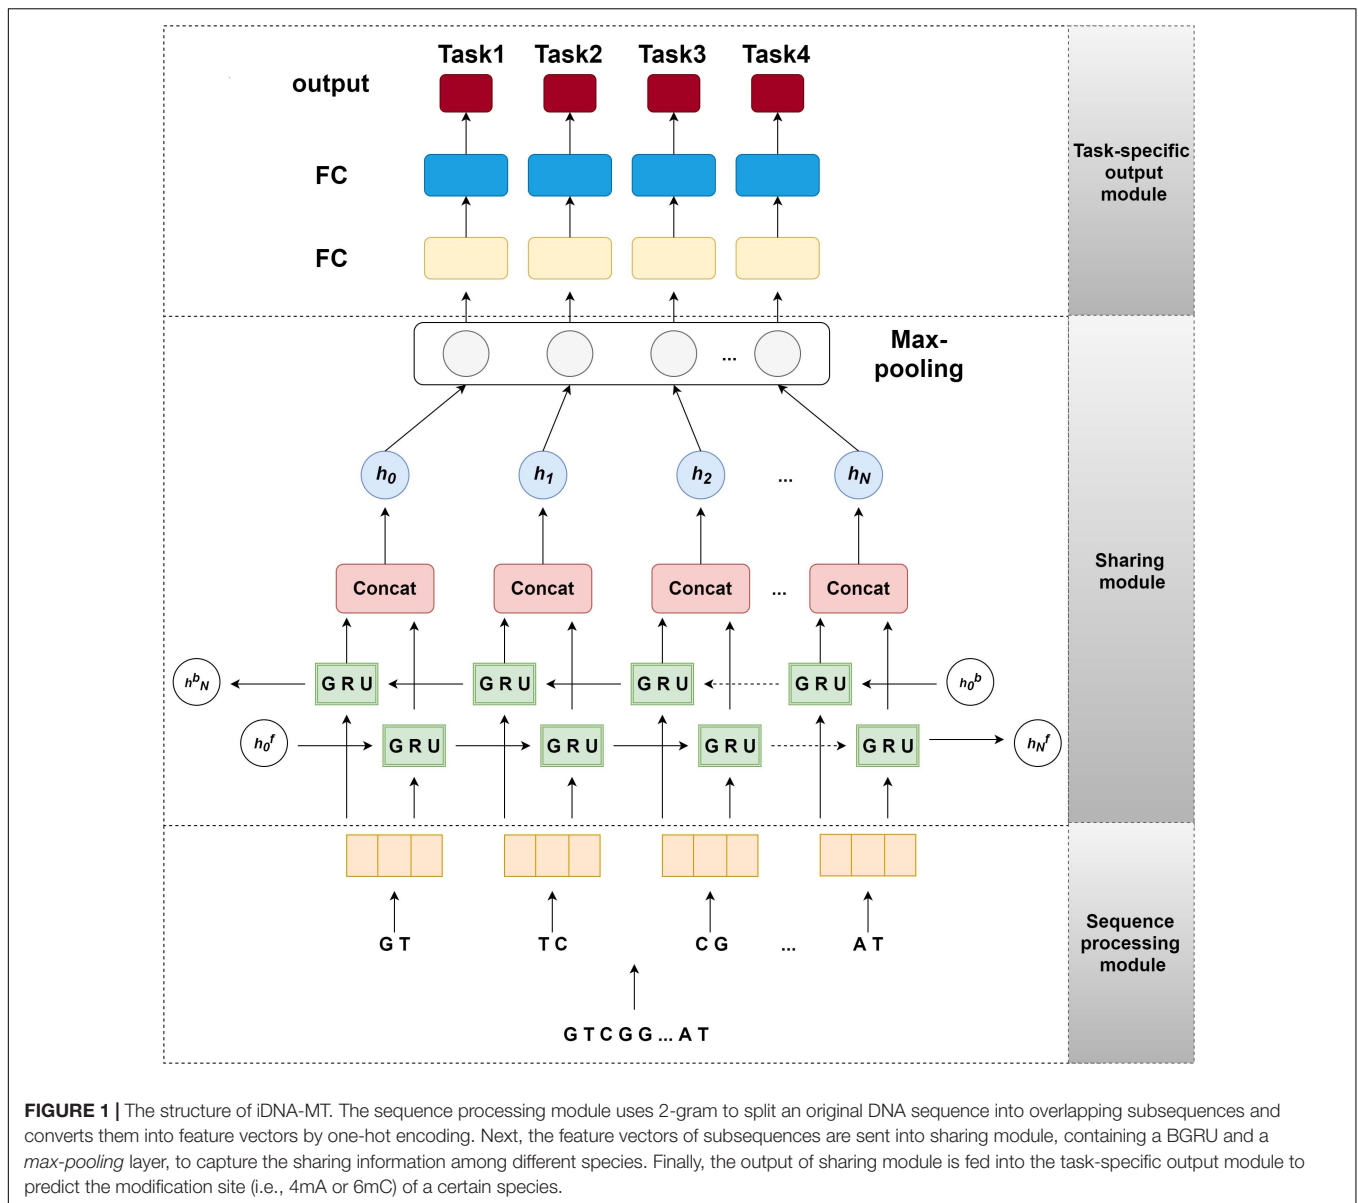 Task1 Task2 Task3 Task4
output
FC
FC
Task-specific
output
module
Max-
pooling
...
h0 h1 h2 ... hN
Concat Concat Concat ... Concat
Sharing
module
hbN GRU GRU GRU GRU h0b
h0f GRU GRU GRU GRU hNf
GT TC CG ... AT
Sequence
processing
module
GTCGG...AT
FIGURE 1 | The structure of iDNA-MT. The sequence processing module uses 2-gram to split an original DNA sequence into overlapping subsequences and
converts them into feature vectors by one-hot encoding. Next, the feature vectors of subsequences are sent into sharing module, containing a BGRU and a
max-pooling layer, to capture the sharing information among different species. Finally, the output of sharing module is fed into the task-specific output module to
predict the modification site (i.e., 4mA or 6mC) of a certain species.